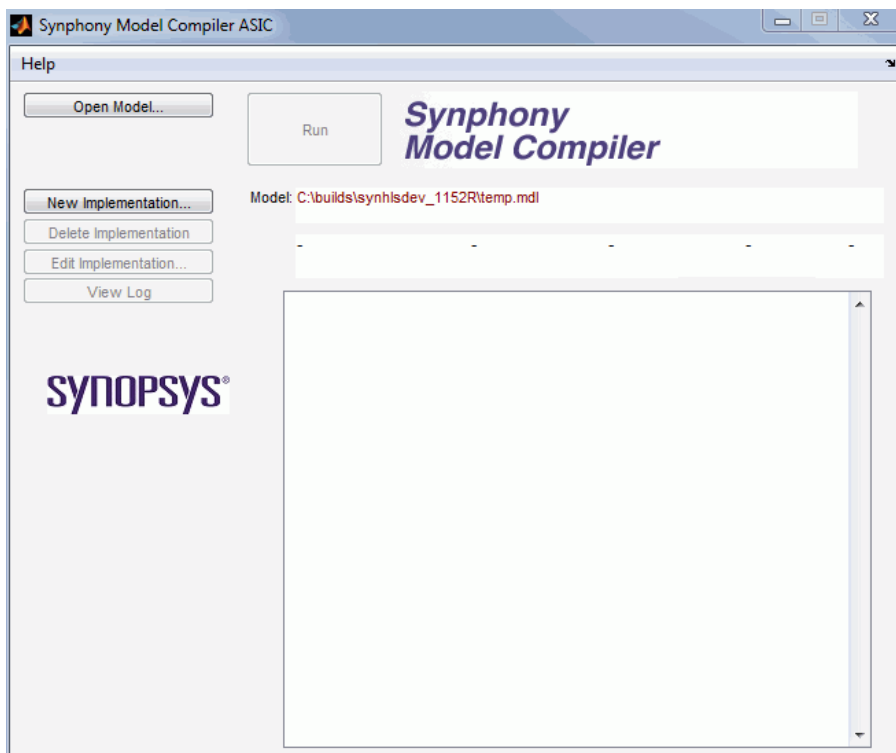 Synphony Model Compiler ASIC
Help
Open Model...
Run
Synphony
Model Compiler
New Implementation...
Model: C:\builds\synhlsdev_1152R\temp.mdl
Delete Implementation
- - - - -
Edit Implementation...
View Log
SYNOPSYS®